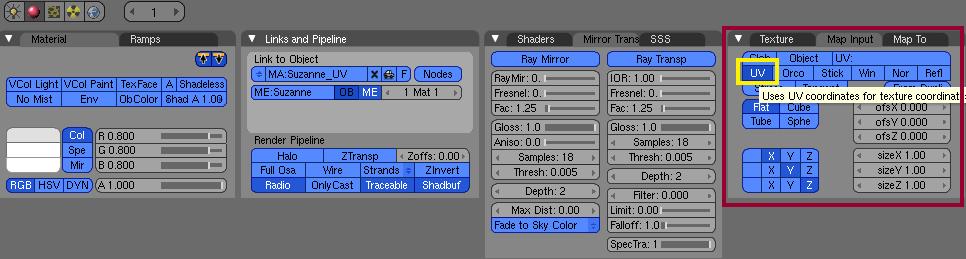 1
Material Ramps
VCol Light VCol Paint TexFace A Shadeless
No Mist Env ObColor Shad A 1.00
Col R 0.800
Spe G 0.800
Mir B 0.800
RGB HSV DYN A 1.000
Links and Pipeline
Link to Object
MA:Suzanne_UV F Nodes
ME:Suzanne OB ME 1 Mat 1
Render Pipeline
Halo ZTransp Zoffs: 0.00
Full Osa Wire Strands ZInvert
Radio OnlyCast Traceable Shadbuf
Shaders Mirror Trans SSS
Ray Mirror Ray Transp
RayMir: 0. IOR: 1.00
Fresnel: 0. Fresnel: 0.
Fac: 1.25 Fac: 1.25
Gloss: 1.0 Gloss: 1.0
Aniso: 0.0 Samples: 18
Samples: 18 Thresh: 0.005
Thresh: 0.005 Depth: 2
Depth: 2 Filter: 0.000
Max Dist: 0.00 Limit: 0.00
Fade to Sky Color Falloff: 1.0
SpecTra: 1
Texture Map Input Map To
Glob Object UV:
UV Orco Stick Win Nor Refl
Uses UV coordinates for texture coordinat
Flat Cube ofsX 0.000
Tube Sphe ofsY 0.000
ofsZ 0.000
X Y Z sizeX 1.00
X Y Z sizeY 1.00
X Y Z sizeZ 1.00